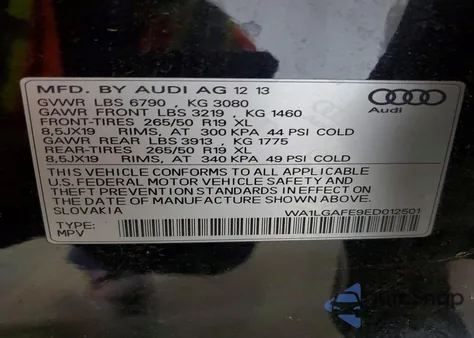 MFD. BY AUDI AG 12 13
GVWR LBS 6790 , KG 3080
GAWR FRONT LBS 3219 , KG 1460
FRONT-TIRES 265/50 R19 XL
8,5JX19 RIMS, AT 300 KPA 44 PSI COLD
GAWR REAR LBS 3913 , KG 1775
REAR-TIRES 265/50 R19 XL
8,5JX19 RIMS, AT 340 KPA 49 PSI COLD
THIS VEHICLE CONFORMS TO ALL APPLICABLE
U.S. FEDERAL MOTOR VEHICLE SAFETY AND
THEFT PREVENTION STANDARDS IN EFFECT ON THE
DATE OF MANUFACTURE SHOWN ABOVE.
SLOVAKIA WA1LGAFE9ED012501
TYPE:
MPV
Audi